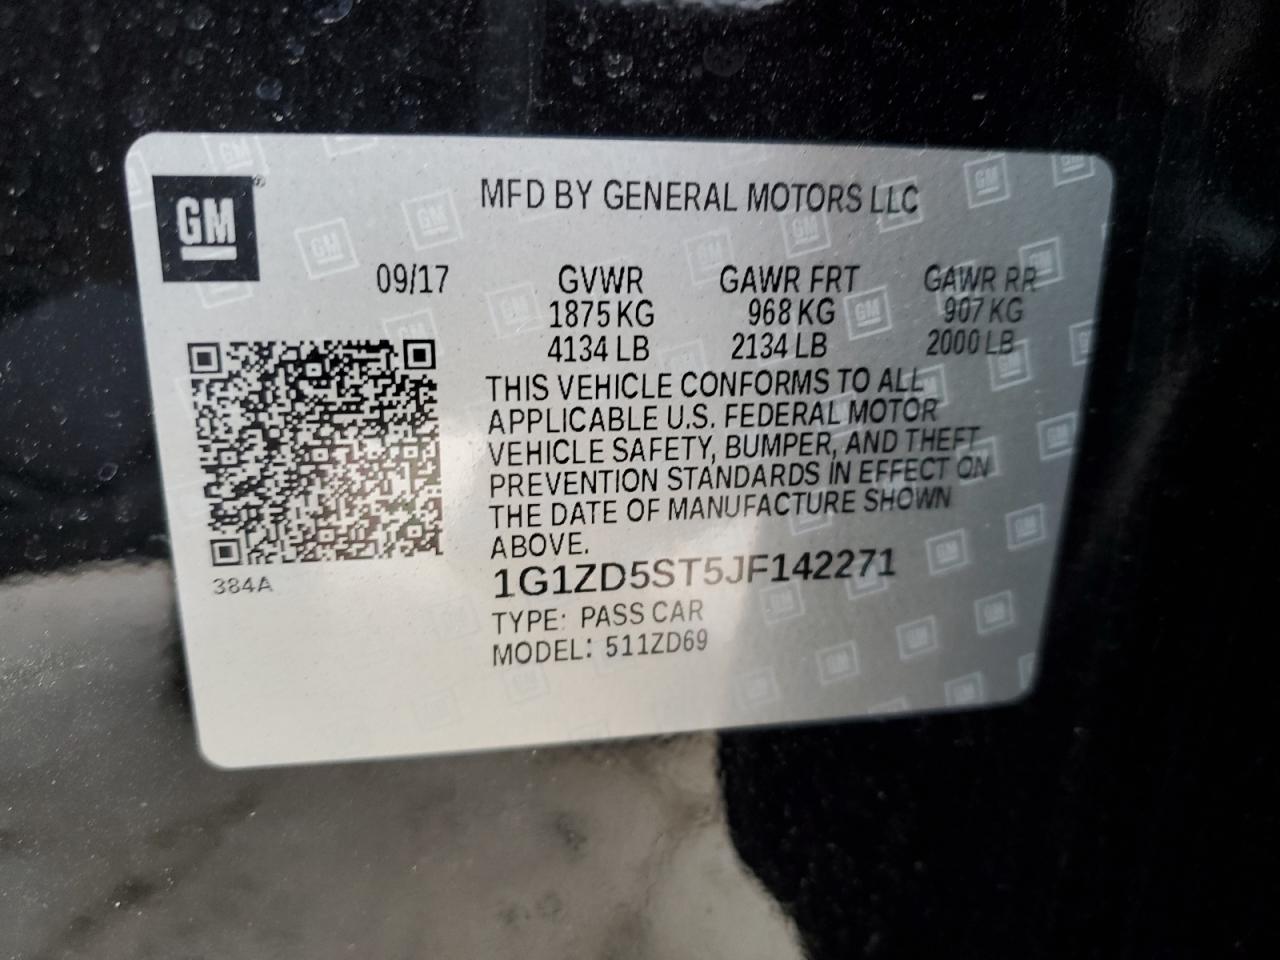 GM®
MFD BY GENERAL MOTORS LLC
09/17 GVWR GAWR FRT GAWR RR
1875 KG 968 KG 907 KG
4134 LB 2134 LB 2000 LB
THIS VEHICLE CONFORMS TO ALL
APPLICABLE U.S. FEDERAL MOTOR
VEHICLE SAFETY, BUMPER, AND THEFT
PREVENTION STANDARDS IN EFFECT ON
THE DATE OF MANUFACTURE SHOWN
ABOVE.
384A
1G1ZD5ST5JF142271
TYPE: PASS CAR
MODEL: 511ZD69